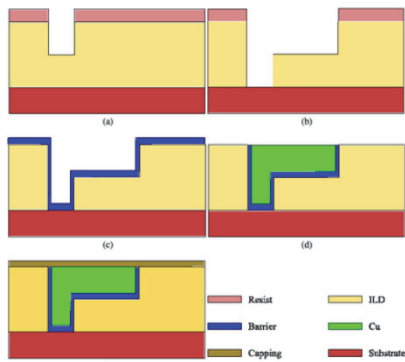 (a)
(b)
(c)
(d)
Resist
ILD
Barrier
Cu
Capping
Substrate